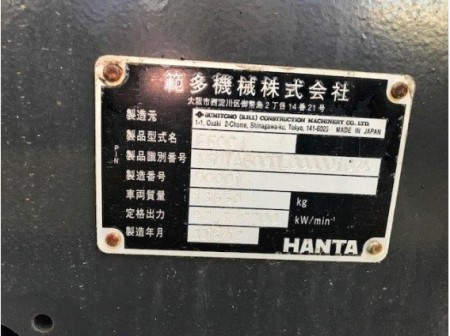 範多機械株式会社
大阪市西淀川区御幣島2丁目14番21号
製造元 SUMITOMO (S.H.I.) CONSTRUCTION MACHINERY CO., LTD.
1-1, Osaki 2-Chome, Shinagawa-ku, Tokyo, 141-6025 MADE IN JAPAN
製品型式
PIN 製品識別番号
製造番号
車両質量 kg
定格出力 kW/min⁻¹
製造年月
HANTA